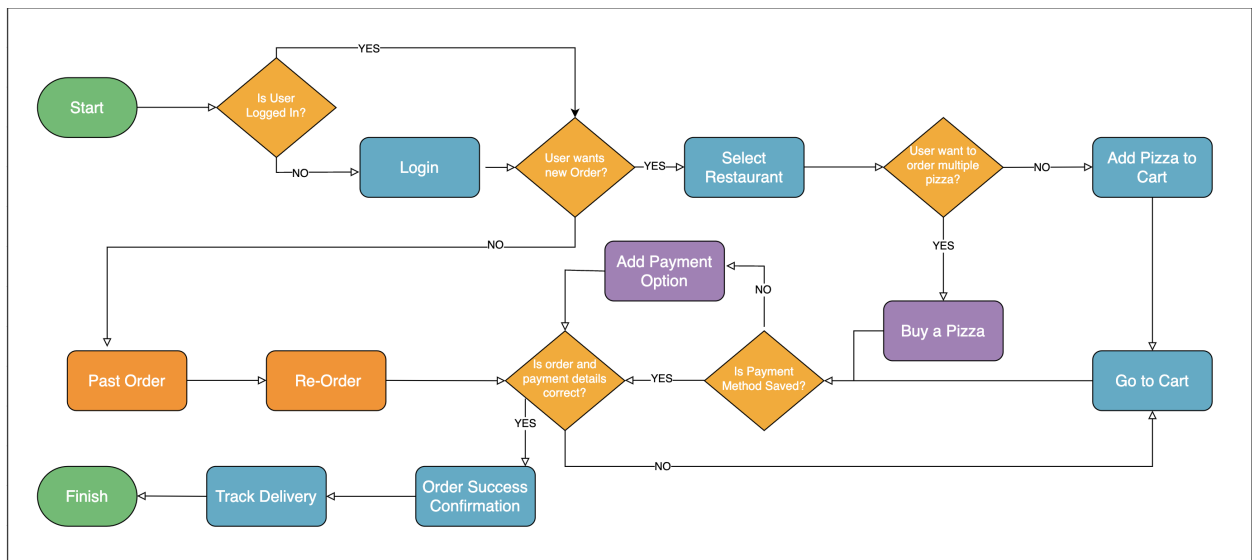 YES
Start
Is User
Logged In?
NO
Login
User wants
new Order?
YES
Select
Restaurant
User want to
order multiple
pizza?
NO
Add Pizza to
Cart
NO
YES
Add Payment
Option
NO
Buy a Pizza
Past Order
Re-Order
Is order and
payment details
correct?
YES
Is Payment
Method Saved?
Go to Cart
YES
NO
Finish
Track Delivery
Order Success
Confirmation